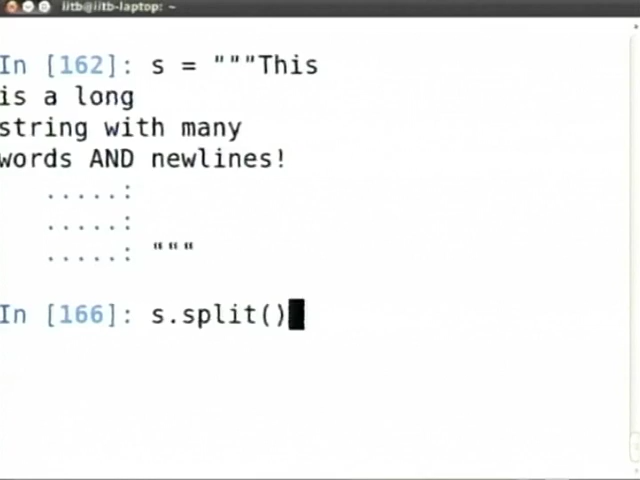 iitb@iitb-laptop: ~
In [162]: s = """This
is a long
string with many
words AND newlines!
.....:
.....:
.....: """
In [166]: s.split()